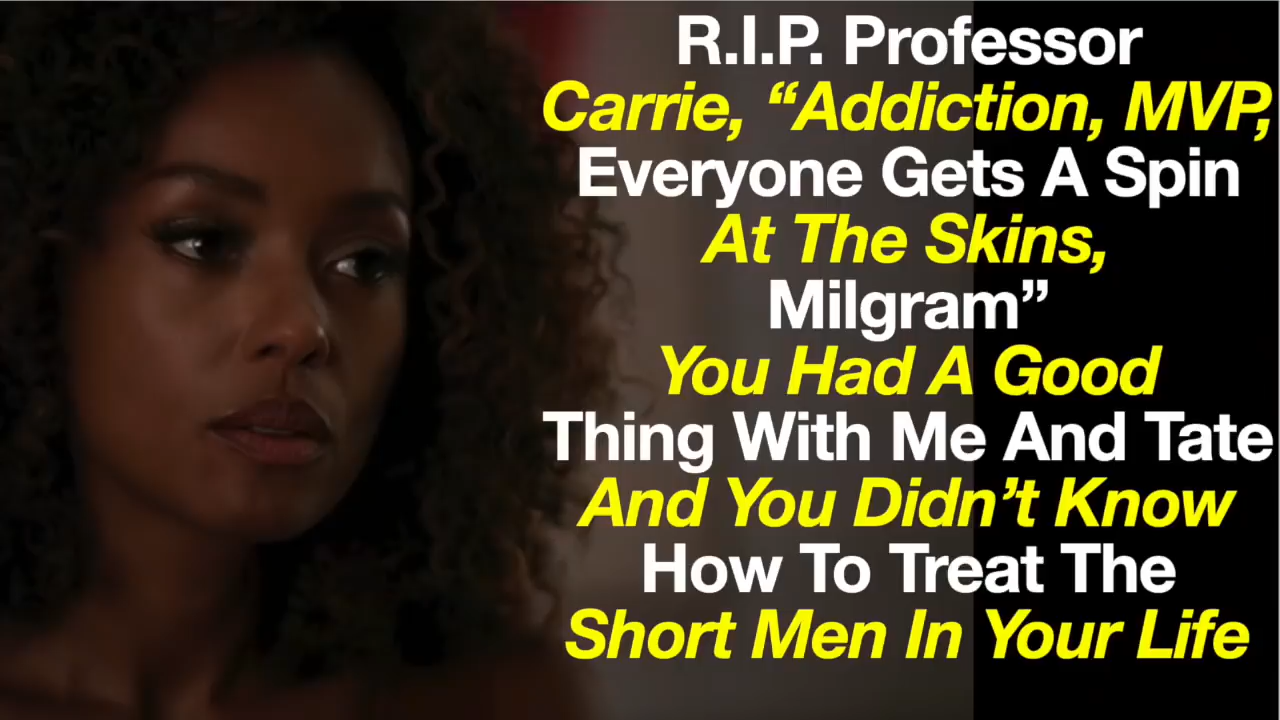 R.I.P. Professor
Carrie, “Addiction, MVP,
Everyone Gets A Spin
At The Skins,
Milgram”
You Had A Good
Thing With Me And Tate
And You Didn’t Know
How To Treat The
Short Men In Your Life